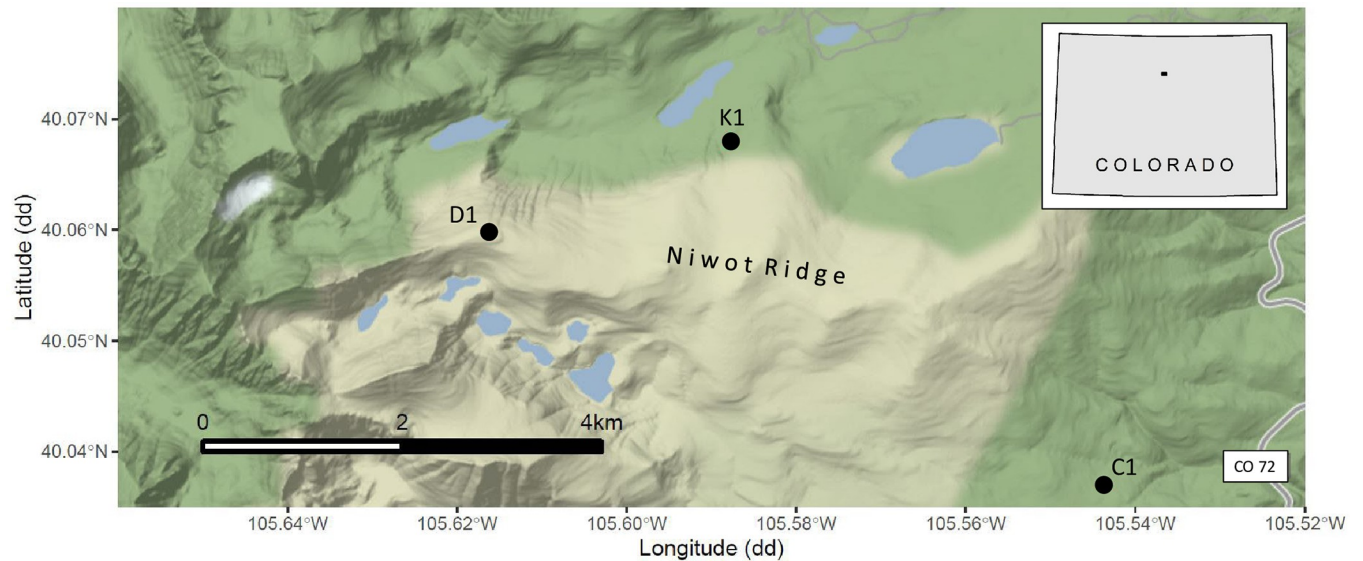 COLORADO
40.07°N
40.06°N
40.05°N
40.04°N
Latitude (dd)
K1
D1
Niwot Ridge
0 2 4km
C1
CO 72
105.64°W 105.62°W 105.60°W 105.58°W 105.56°W 105.54°W 105.52°W
Longitude (dd)